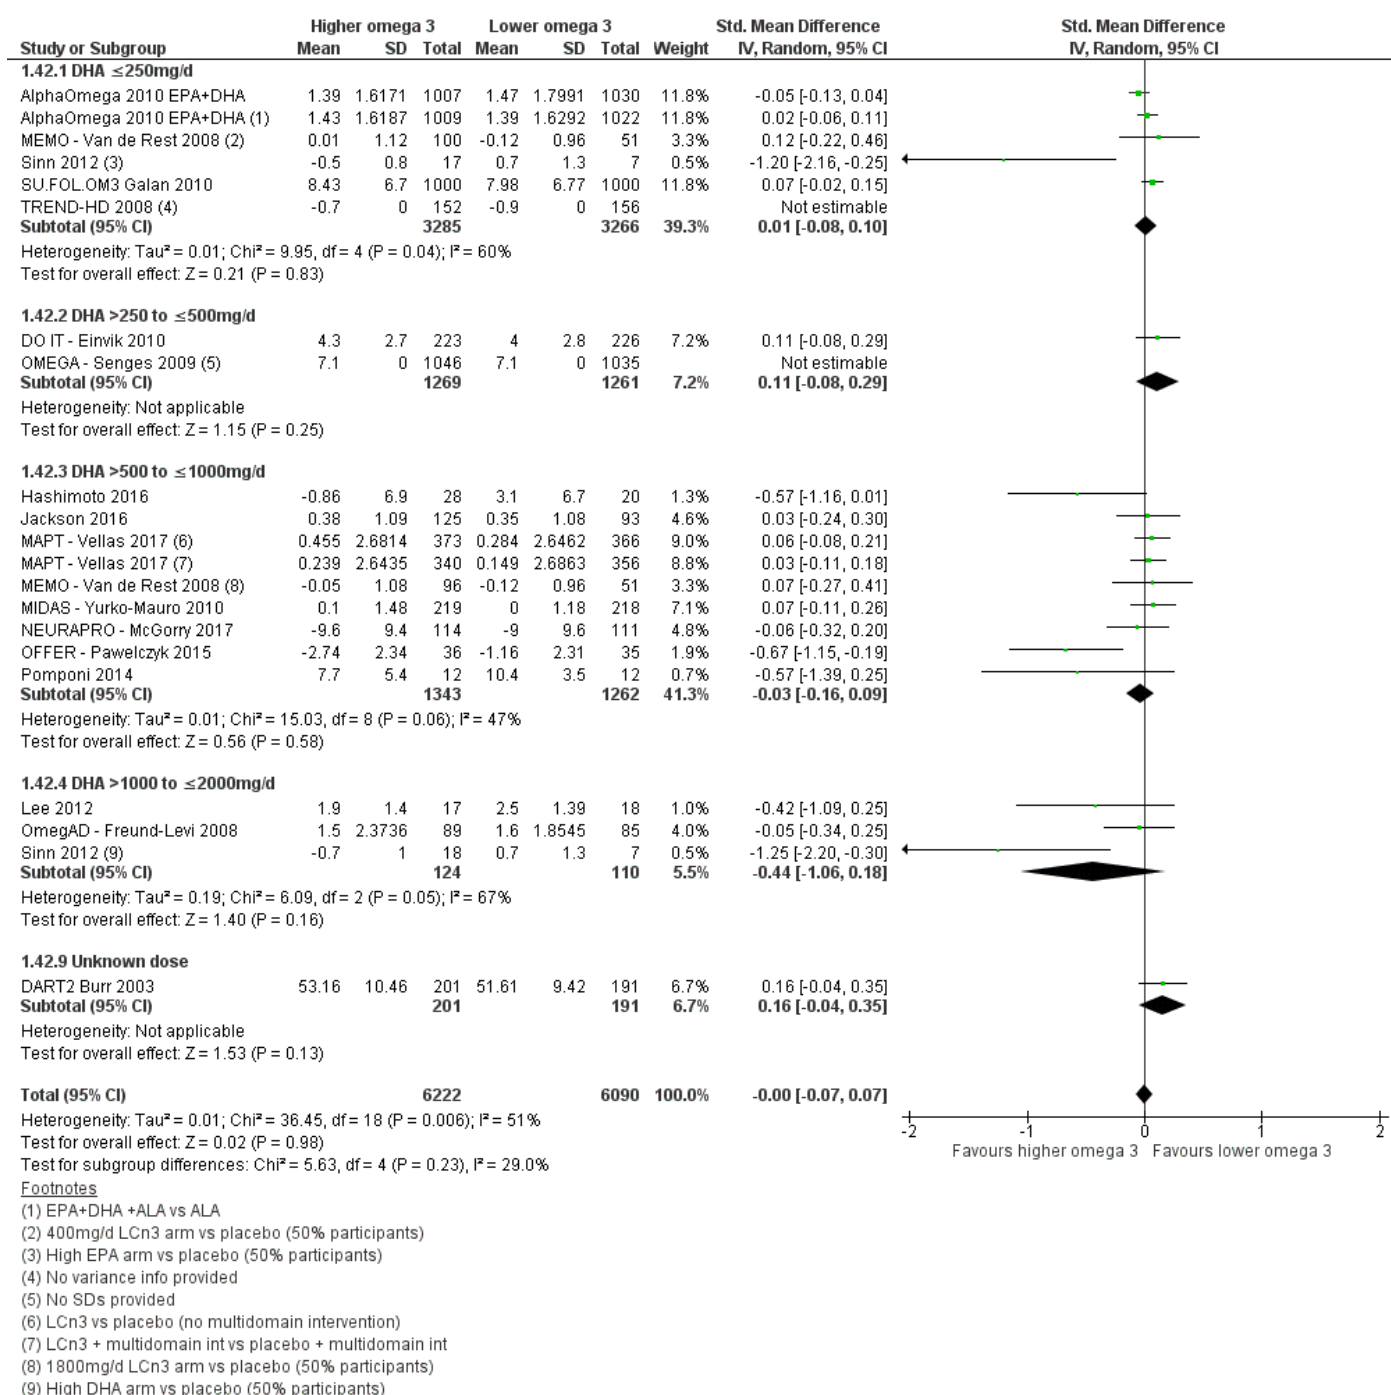 Higher omega 3 Lower omega 3 Std. Mean Difference Std. Mean Difference
Study or Subgroup Mean SD Total Mean SD Total Weight IV, Random, 95% CI IV, Random, 95% CI
1.42.1 DHA ≤250mg/d
AlphaOmega 2010 EPA+DHA 1.39 1.6171 1007 1.47 1.7991 1030 11.8% -0.05 [-0.13, 0.04]
AlphaOmega 2010 EPA+DHA (1) 1.43 1.6187 1009 1.39 1.6292 1022 11.8% 0.02 [-0.06, 0.11]
MEMO - Van de Rest 2008 (2) 0.01 1.12 100 -0.12 0.96 51 3.3% 0.12 [-0.22, 0.46]
Sinn 2012 (3) -0.5 0.8 17 0.7 1.3 7 0.5% -1.20 [-2.16, -0.25]
SU.FOL.OM3 Galan 2010 8.43 6.7 1000 7.98 6.77 1000 11.8% 0.07 [-0.02, 0.15]
TREND-HD 2008 (4) -0.7 0 152 -0.9 0 156 Not estimable
Subtotal (95% CI) 3285 3266 39.3% 0.01 [-0.08, 0.10]
Heterogeneity: Tau² = 0.01; Chi² = 9.95, df = 4 (P = 0.04); I² = 60%
Test for overall effect: Z = 0.21 (P = 0.83)
1.42.2 DHA >250 to ≤500mg/d
DO IT - Einvik 2010 4.3 2.7 223 4 2.8 226 7.2% 0.11 [-0.08, 0.29]
OMEGA - Senges 2009 (5) 7.1 0 1046 7.1 0 1035 Not estimable
Subtotal (95% CI) 1269 1261 7.2% 0.11 [-0.08, 0.29]
Heterogeneity: Not applicable
Test for overall effect: Z = 1.15 (P = 0.25)
1.42.3 DHA >500 to ≤1000mg/d
Hashimoto 2016 -0.86 6.9 28 3.1 6.7 20 1.3% -0.57 [-1.16, 0.01]
Jackson 2016 0.38 1.09 125 0.35 1.08 93 4.6% 0.03 [-0.24, 0.30]
MAPT - Vellas 2017 (6) 0.455 2.6814 373 0.284 2.6462 366 9.0% 0.06 [-0.08, 0.21]
MAPT - Vellas 2017 (7) 0.239 2.6435 340 0.149 2.6863 356 8.8% 0.03 [-0.11, 0.18]
MEMO - Van de Rest 2008 (8) -0.05 1.08 96 -0.12 0.96 51 3.3% 0.07 [-0.27, 0.41]
MIDAS - Yurko-Mauro 2010 0.1 1.48 219 0 1.18 218 7.1% 0.07 [-0.11, 0.26]
NEURAPRO - McGorry 2017 -9.6 9.4 114 -9 9.6 111 4.8% -0.06 [-0.32, 0.20]
OFFER - Pawelczyk 2015 -2.74 2.34 36 -1.16 2.31 35 1.9% -0.67 [-1.15, -0.19]
Pomponi 2014 7.7 5.4 12 10.4 3.5 12 0.7% -0.57 [-1.39, 0.25]
Subtotal (95% CI) 1343 1262 41.3% -0.03 [-0.16, 0.09]
Heterogeneity: Tau² = 0.01; Chi² = 15.03, df = 8 (P = 0.06); I² = 47%
Test for overall effect: Z = 0.56 (P = 0.58)
1.42.4 DHA >1000 to ≤2000mg/d
Lee 2012 1.9 1.4 17 2.5 1.39 18 1.0% -0.42 [-1.09, 0.25]
OmegAD - Freund-Levi 2008 1.5 2.3736 89 1.6 1.8545 85 4.0% -0.05 [-0.34, 0.25]
Sinn 2012 (9) -0.7 1 18 0.7 1.3 7 0.5% -1.25 [-2.20, -0.30]
Subtotal (95% CI) 124 110 5.5% -0.44 [-1.06, 0.18]
Heterogeneity: Tau² = 0.19; Chi² = 6.09, df = 2 (P = 0.05); I² = 67%
Test for overall effect: Z = 1.40 (P = 0.16)
1.42.9 Unknown dose
DART2 Burr 2003 53.16 10.46 201 51.61 9.42 191 6.7% 0.16 [-0.04, 0.35]
Subtotal (95% CI) 201 191 6.7% 0.16 [-0.04, 0.35]
Heterogeneity: Not applicable
Test for overall effect: Z = 1.53 (P = 0.13)
Total (95% CI) 6222 6090 100.0% -0.00 [-0.07, 0.07]
Heterogeneity: Tau² = 0.01; Chi² = 36.45, df = 18 (P = 0.006); I² = 51%
Test for overall effect: Z = 0.02 (P = 0.98)
Test for subgroup differences: Chi² = 5.63, df = 4 (P = 0.23), I² = 29.0%
-2 -1 0 1 2
Favours higher omega 3 Favours lower omega 3
Footnotes
(1) EPA+DHA +ALA vs ALA
(2) 400mg/d LCn3 arm vs placebo (50% participants)
(3) High EPA arm vs placebo (50% participants)
(4) No variance info provided
(5) No SDs provided
(6) LCn3 vs placebo (no multidomain intervention)
(7) LCn3 + multidomain int vs placebo + multidomain int
(8) 1800mg/d LCn3 arm vs placebo (50% participants)
(9) High DHA arm vs placebo (50% participants)